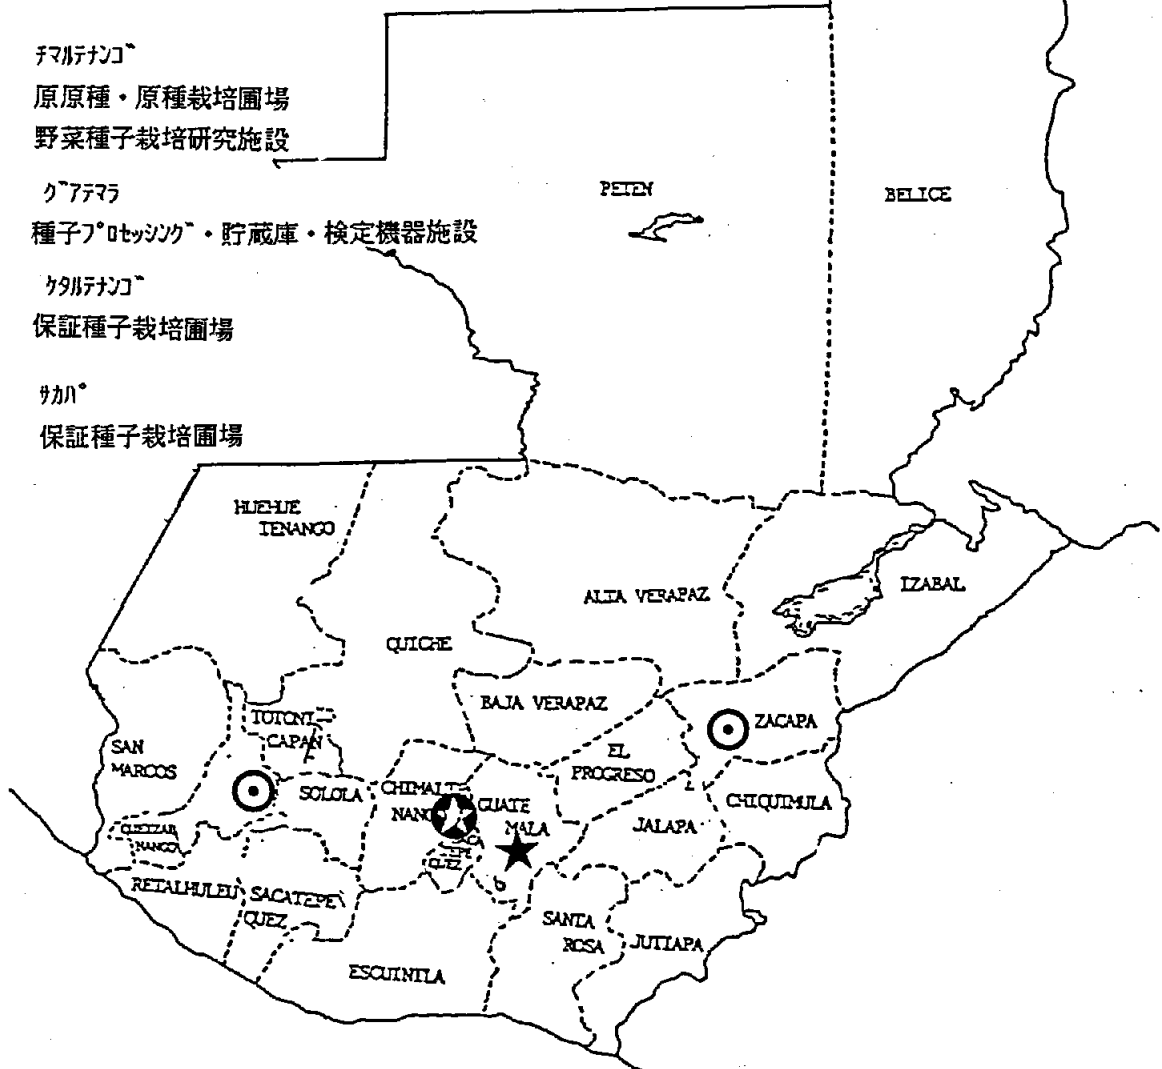 チマルテナンゴ
原原種・原種栽培圃場
野菜種子栽培研究施設
グアテマラ
種子プロセッシング・貯蔵庫・検定機器施設
ケタルテナンゴ
保証種子栽培圃場
サカパ
保証種子栽培圃場
PETEN
BELICE
HUEHUE
TENANGO
ALTA VERAPAZ
IZABAL
QUICHE
BAJA VERAPAZ
ZACAPA
TOTONI
CAPAN
SAN
MARCOS
EL
PROGRESO
SOLOLA
CHIMALTE
NANGO
GUATE
MALA
CHIQUIMULA
JALAPA
NANGO
QUEZ
RETALHULEU
SACATEPE
QUEZ
SANTA
ROSA
JUTIAPA
ESCUINTLA